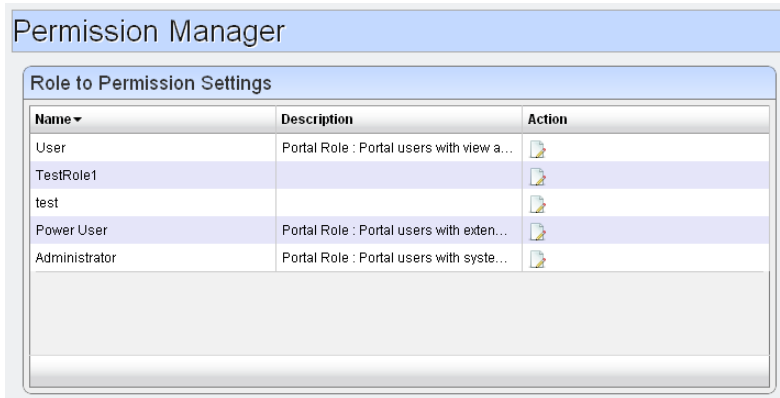 Permission Manager
Role to Permission Settings
Name Description Action
User Portal Role : Portal users with view a...
TestRole1
test
Power User Portal Role : Portal users with exten...
Administrator Portal Role : Portal users with syste...